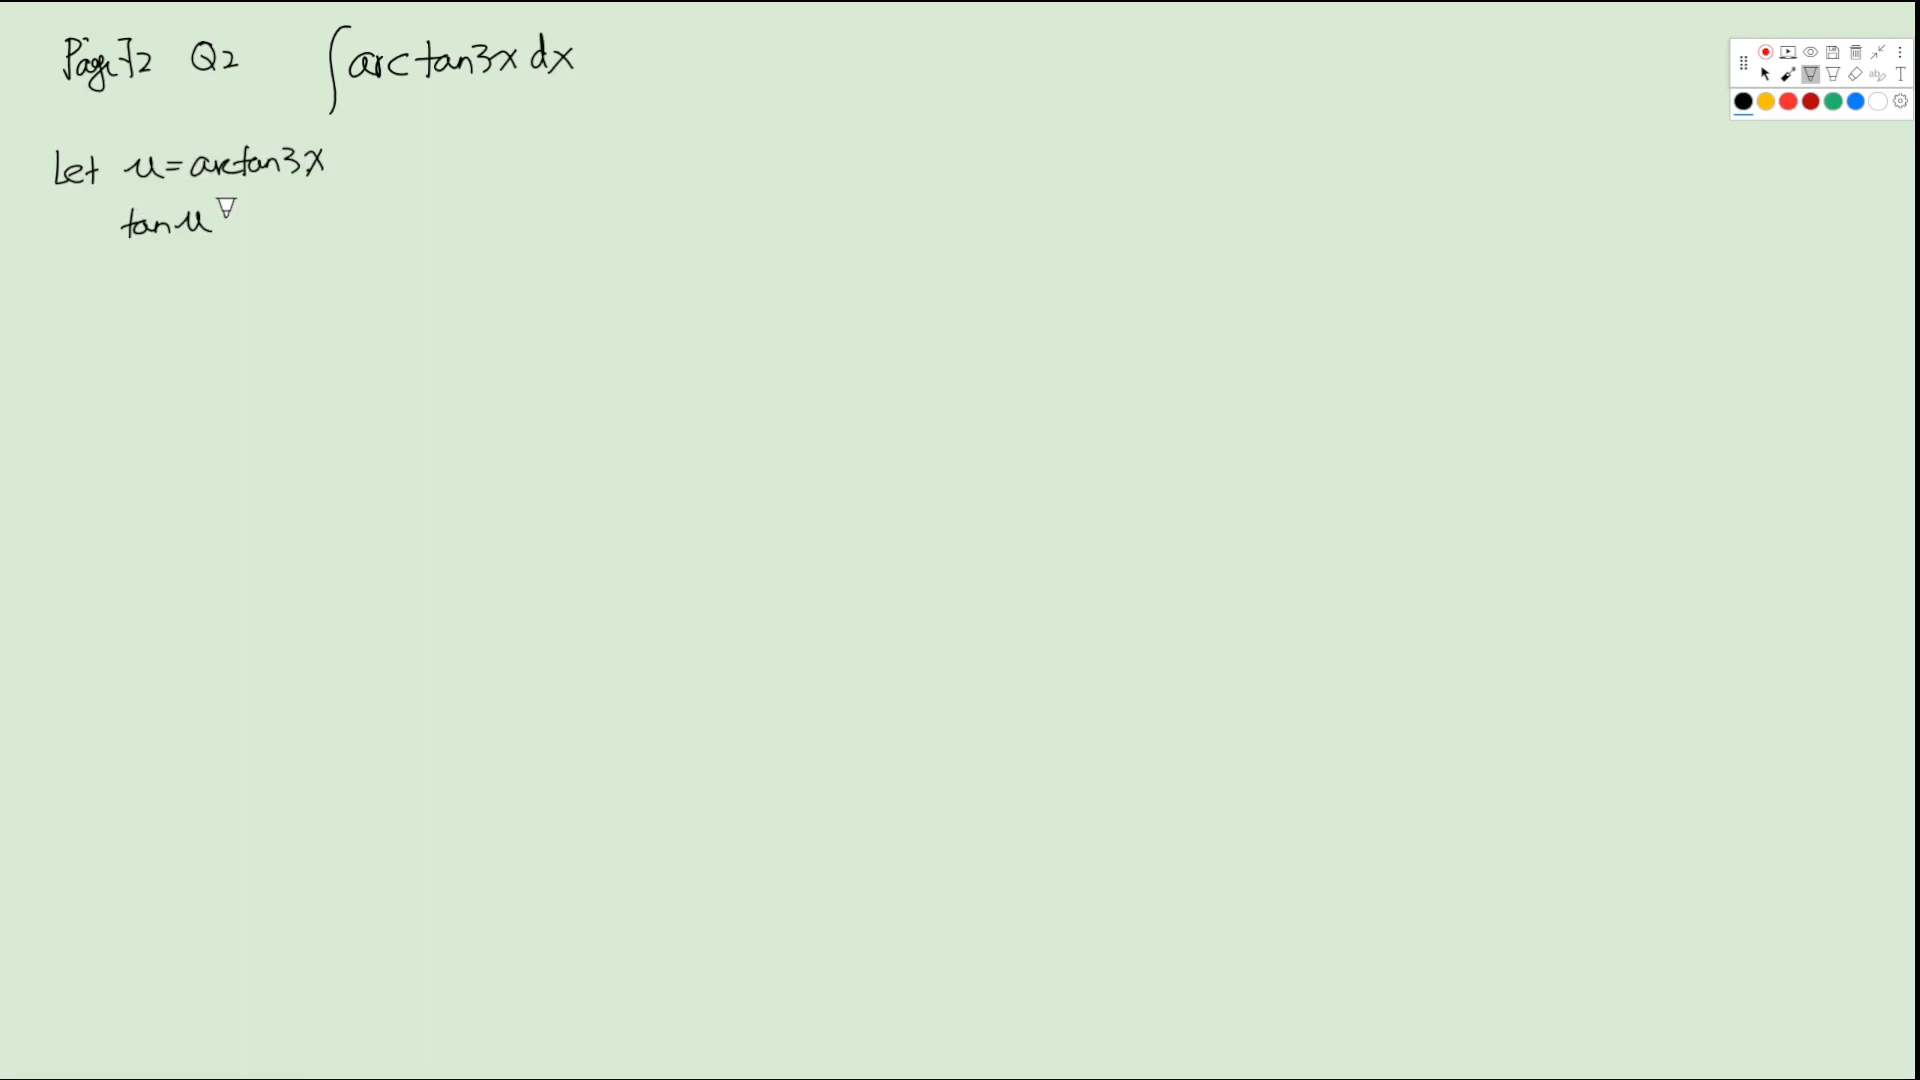 Page 72 Q2 ∫arctan3x dx
Let u=arctan3x
tan u